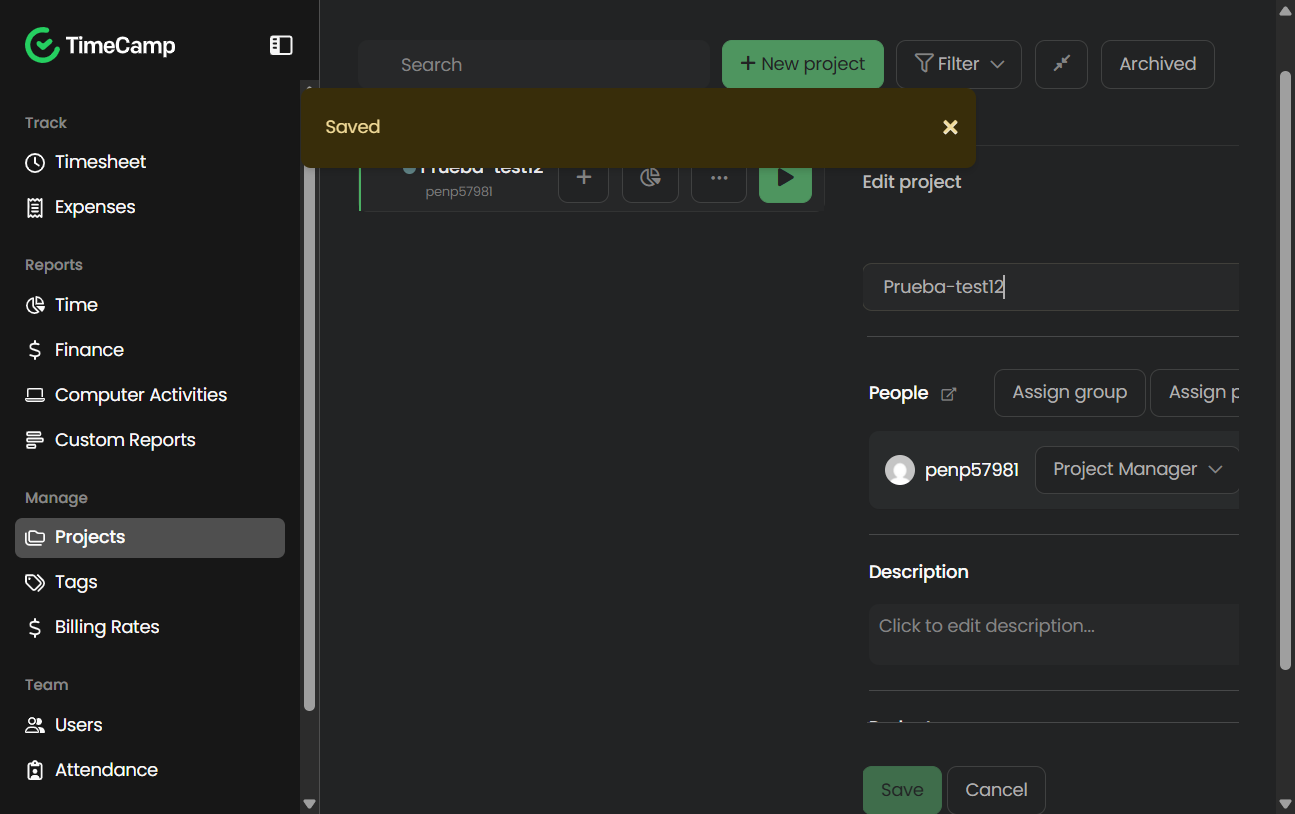 TimeCamp
Track
Timesheet
Expenses
Reports
Time
Finance
Computer Activities
Custom Reports
Manage
Projects
Tags
Billing Rates
Team
Users
Attendance
Search
+ New project
Filter
Archived
Saved
Prueba-test12
penp57981
Edit project
Prueba-test12
People
Assign group
Assign p
penp57981
Project Manager
Description
Click to edit description...
Save
Cancel